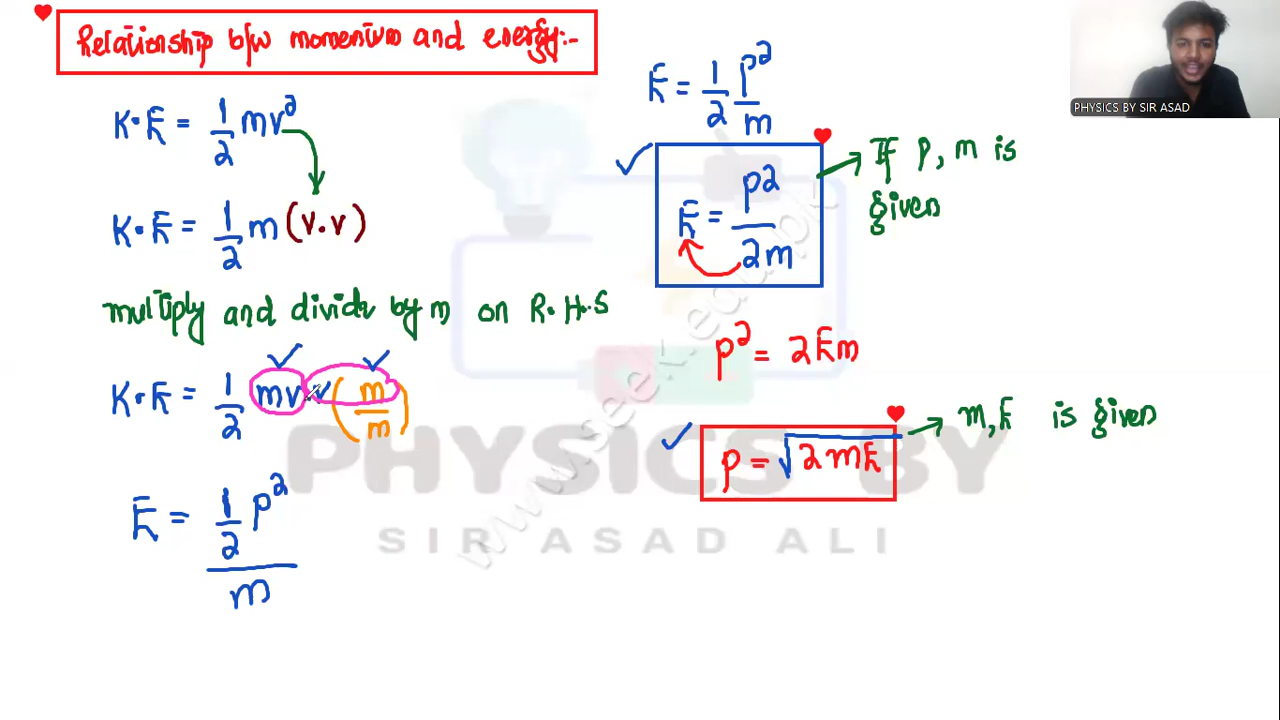 Relationship b/w momentum and energy:-
K.E = 1/2 mv²
K.E = 1/2 m (v.v)
multiply and divide by m on R.H.S
K.E = 1/2 mv.v (m/m)
E = 1/2 p² / m
E = 1/2 p²/m
E = p2/2m
If p, m is
given
p² = 2Em
p = √2mE
m, E is given
PHYSICS BY SIR ASAD
PHYSICS BY
SIR ASAD ALI